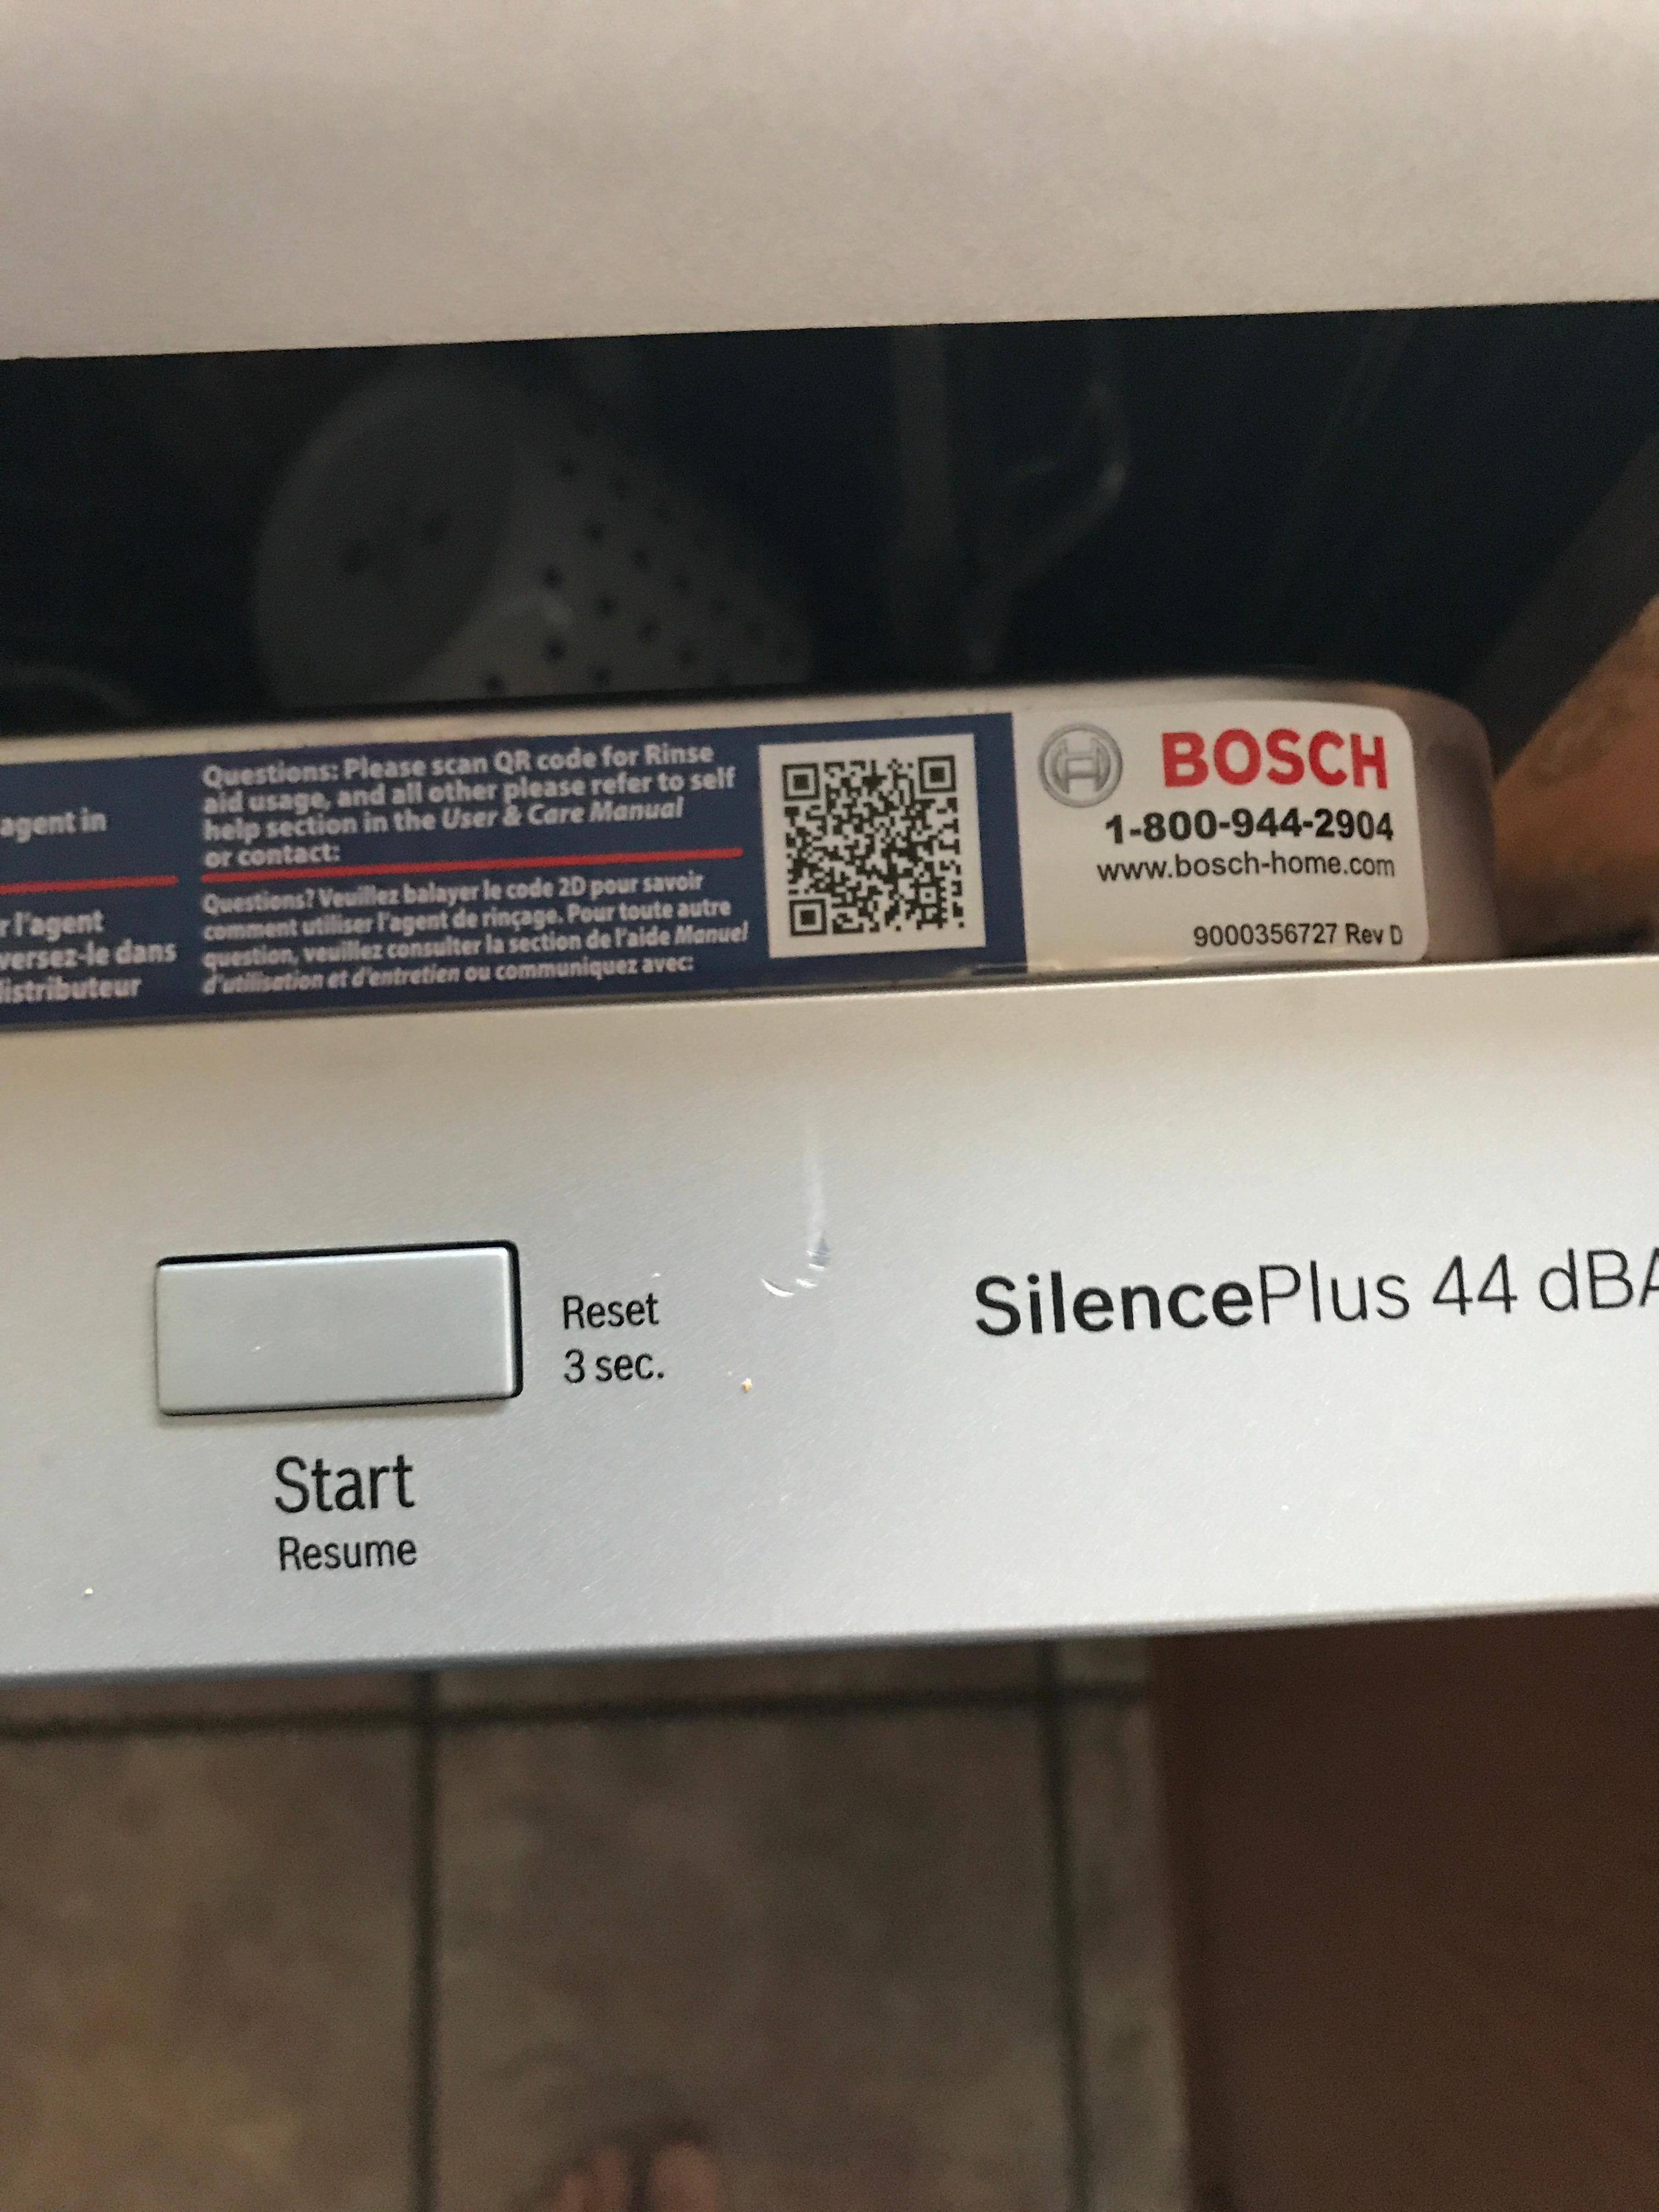 agent in
r l'agent
versez-le dans
distributeur
Questions: Please scan QR code for Rinse
aid usage, and all other please refer to self
help section in the User & Care Manual
or contact:
Questions? Veuillez balayer le code 2D pour savoir
comment utiliser l'agent de rinçage. Pour toute autre
question, veuillez consulter la section de l'aide Manuel
d'utilisation et d'entretien ou communiquez avec:
BOSCH
1-800-944-2904
www.bosch-home.com
9000356727 Rev D
Reset
3 sec.
Start
Resume
SilencePlus 44 dBA